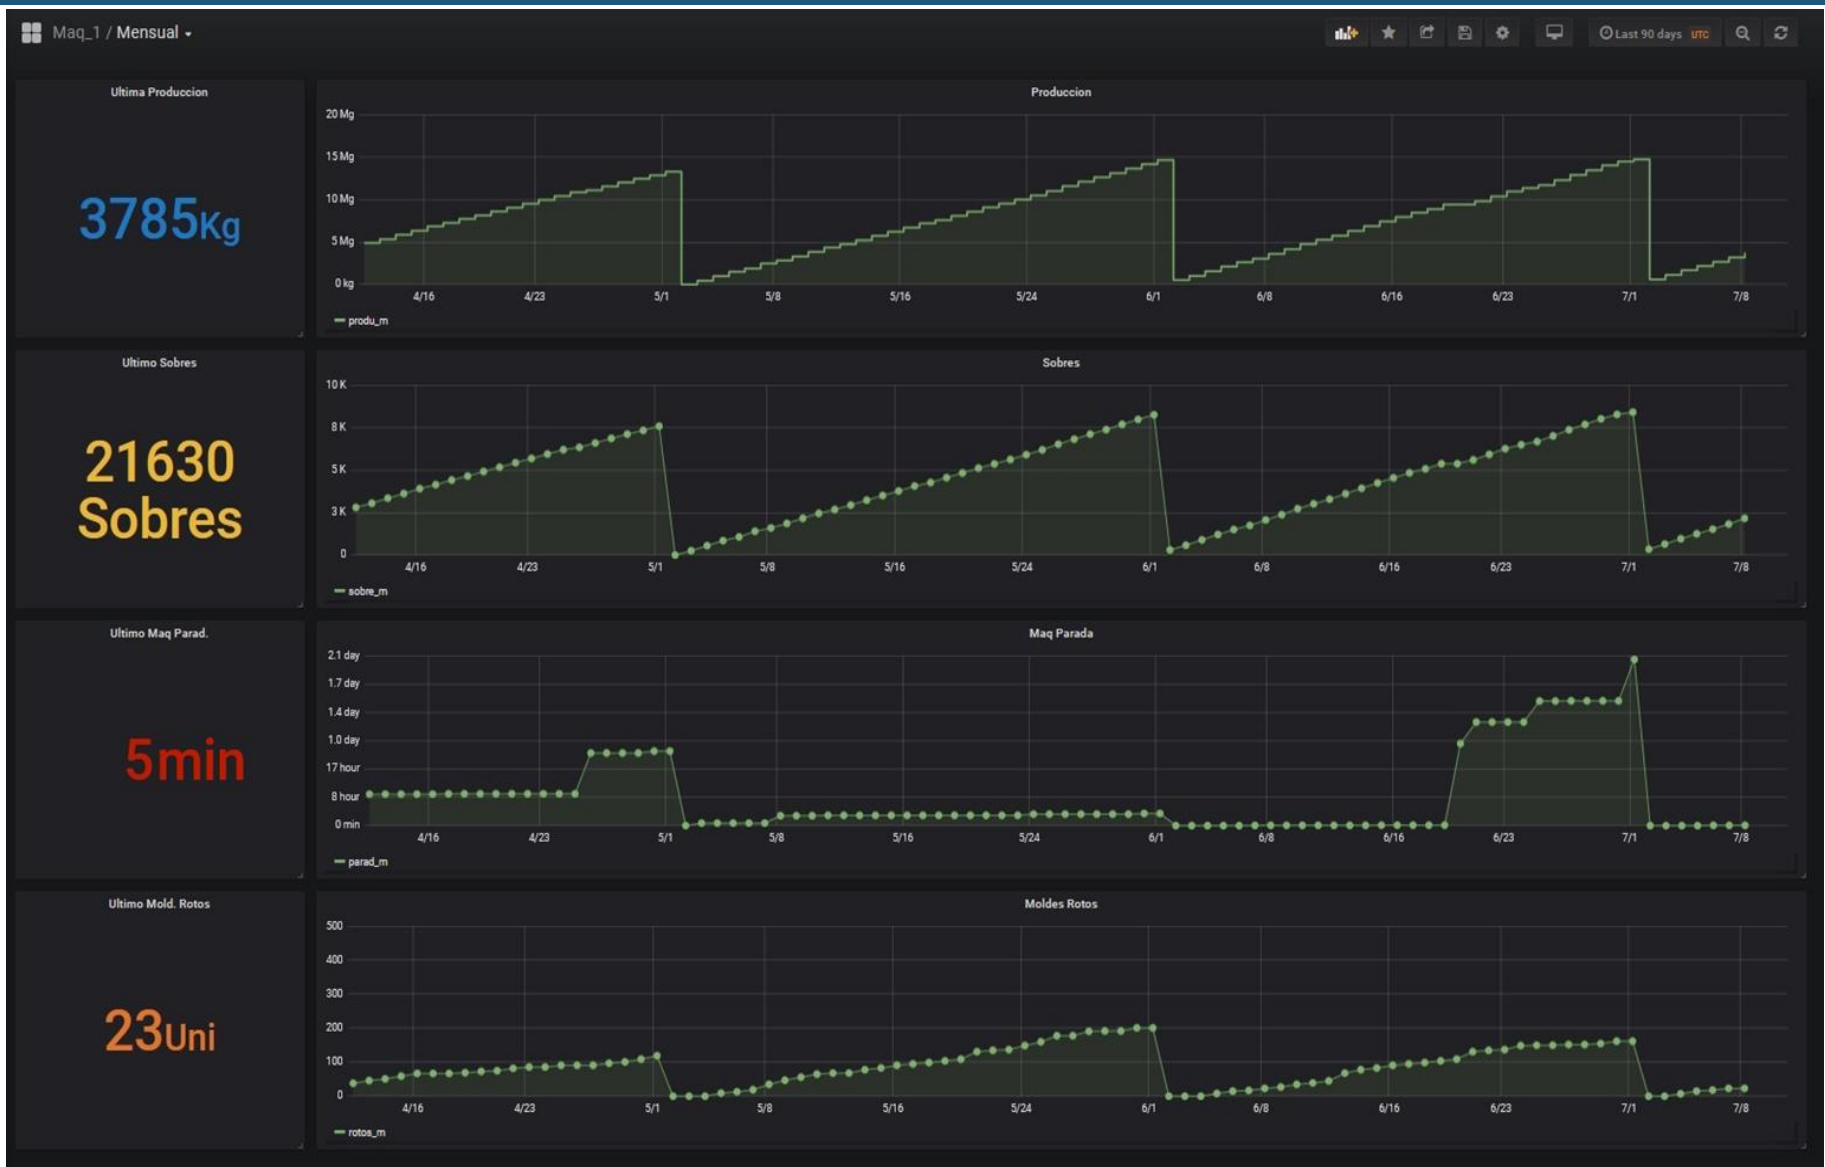 Maq_1 / Mensual
Last 90 days UTC
Ultima Produccion
3785Kg
Produccion
20 Mg
15 Mg
10 Mg
5 Mg
0 kg
4/16 4/23 5/1 5/8 5/16 5/24 6/1 6/8 6/16 6/23 7/1 7/8
produ_m
Ultimo Sobres
21630
Sobres
Sobres
10 K
8 K
5 K
3 K
0
4/16 4/23 5/1 5/8 5/16 5/24 6/1 6/8 6/16 6/23 7/1 7/8
sobre_m
Ultimo Maq Parad.
5min
Maq Parada
2.1 day
1.7 day
1.4 day
1.0 day
17 hour
8 hour
0 min
4/16 4/23 5/1 5/8 5/16 5/24 6/1 6/8 6/16 6/23 7/1 7/8
parad_m
Ultimo Mold. Rotos
23Uni
Moldes Rotos
500
400
300
200
100
0
4/16 4/23 5/1 5/8 5/16 5/24 6/1 6/8 6/16 6/23 7/1 7/8
rotos_m